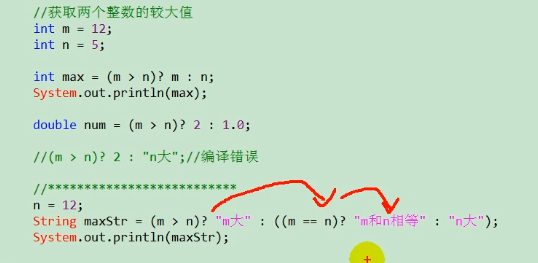 //获取两个整数的较大值
int m = 12;
int n = 5;
int max = (m > n)? m : n;
System.out.println(max);
double num = (m > n)? 2 : 1.0;
//(m > n)? 2 : "n大";//编译错误
//**************************
n = 12;
String maxStr = (m > n)? "m大" : ((m == n)? "m和n相等" : "n大");
System.out.println(maxStr);